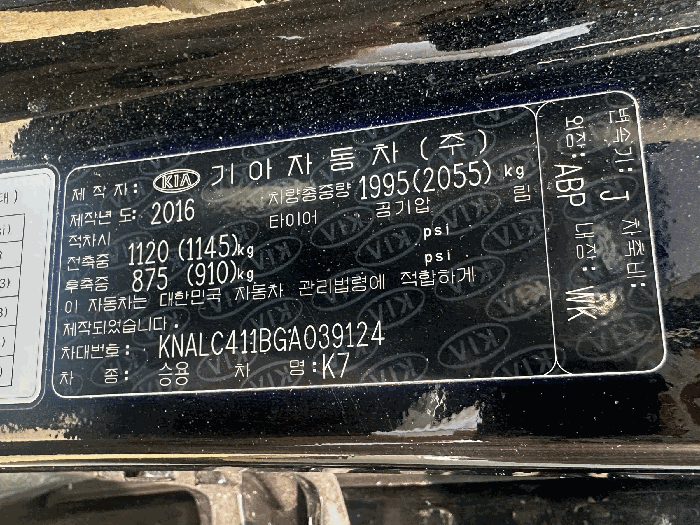 제 작 자 : KIA 기아자동차(주)
제작년 도: 2016 차량총중량 1995(2055)kg
타이어 공기압 림
적차시 psi
전축중 1120(1145)kg psi
후축중 875 (910)kg
이 자동차는 대한민국 자동차 관리법령에 적합하게
제작되었습니다.
차대번호: KNALC411BGA039124
차 종: 승용 차 명:K7
변속기: J 차축비:
외장: ABP 내장: WK